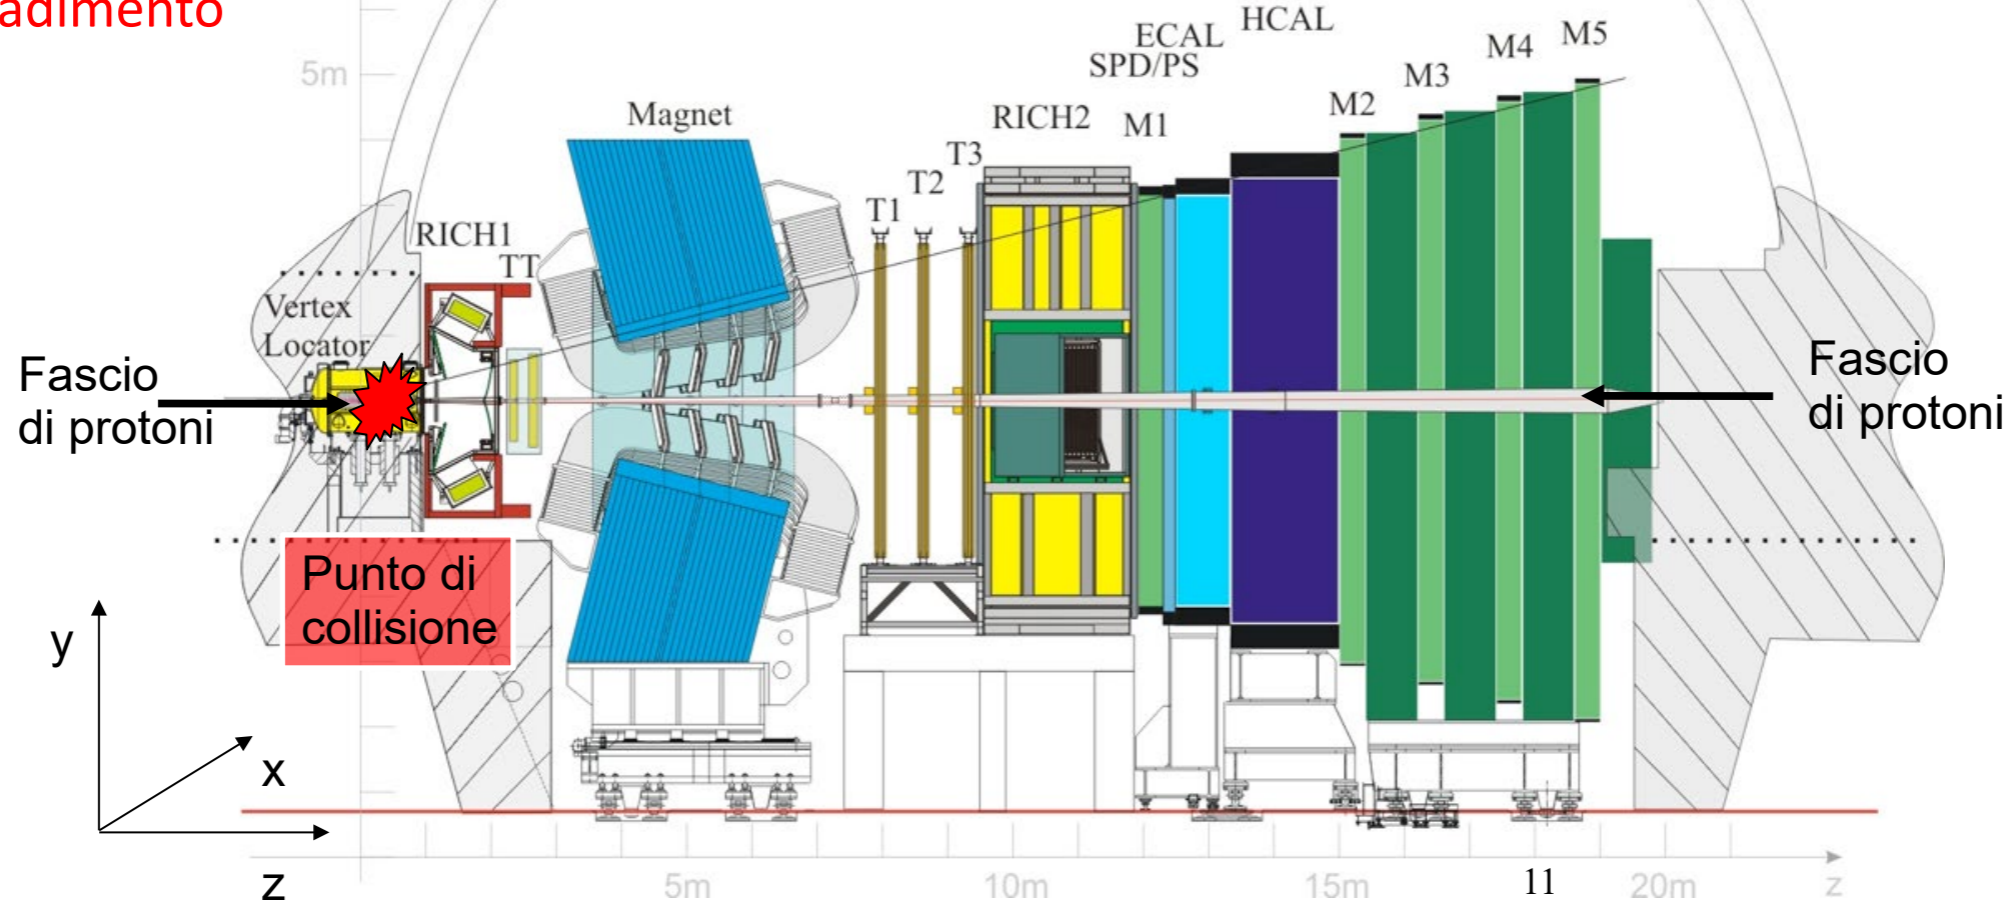 HCAL
ECAL
SPD/PS
M5
M4
M3
M2
M1
5m
Magnet
RICH2
T3
T2
T1
RICH1
TT
Vertex
Locator
Fascio
di protoni
Fascio
di protoni
Punto di
collisione
y
x
z
5m
10m
15m
11
20m
z